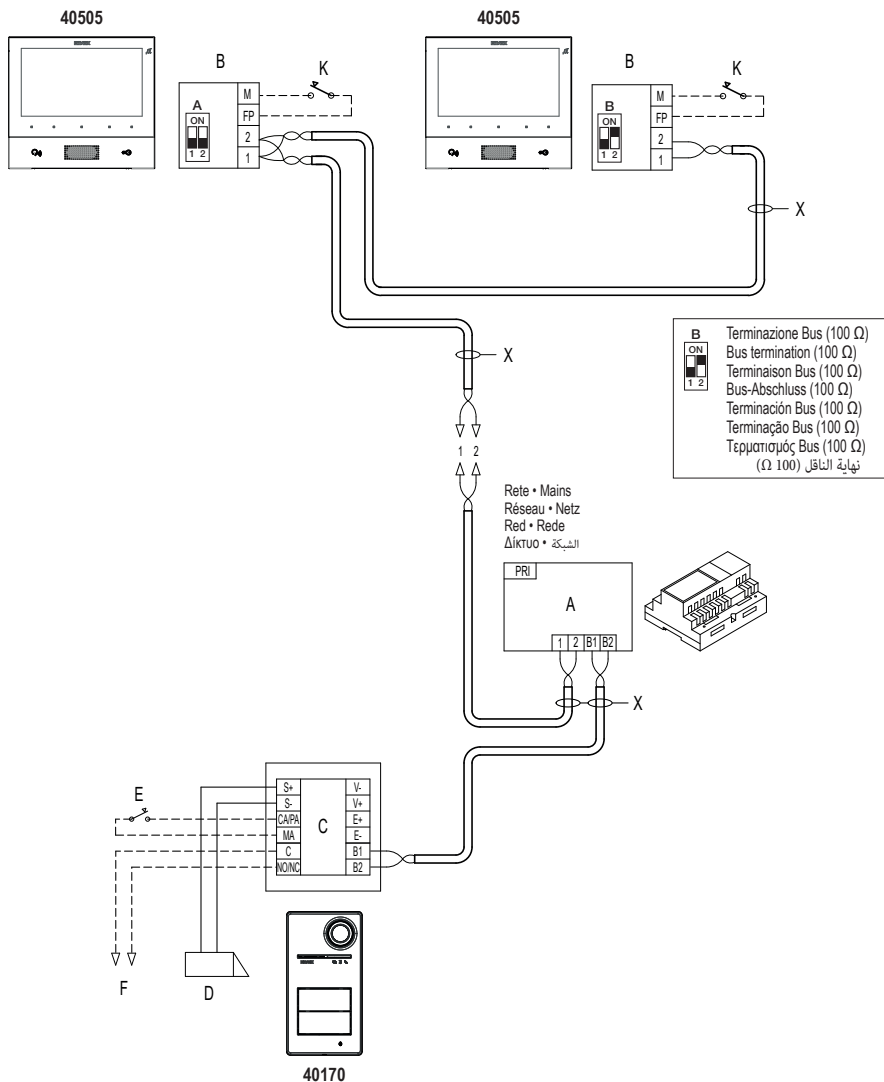 40505
40505
B
K
B
K
A
ON
1 2
M
FP
2
1
B
ON
1 2
M
FP
2
1
X
X
B
ON
1 2
Terminazione Bus (100 Ω)
Bus termination (100 Ω)
Terminaison Bus (100 Ω)
Bus-Abschluss (100 Ω)
Terminación Bus (100 Ω)
Terminação Bus (100 Ω)
Τερματισμός Bus (100 Ω)
نهاية الناقل (100 Ω)
1 2
Rete • Mains
Réseau • Netz
Red • Rede
Δίκτυο • الشبكة
PRI
A
1 2 B1 B2
X
E
S+
S-
CA/PA
MA
C
NO/NC
C
V-
V+
E+
E-
B1
B2
F
D
40170